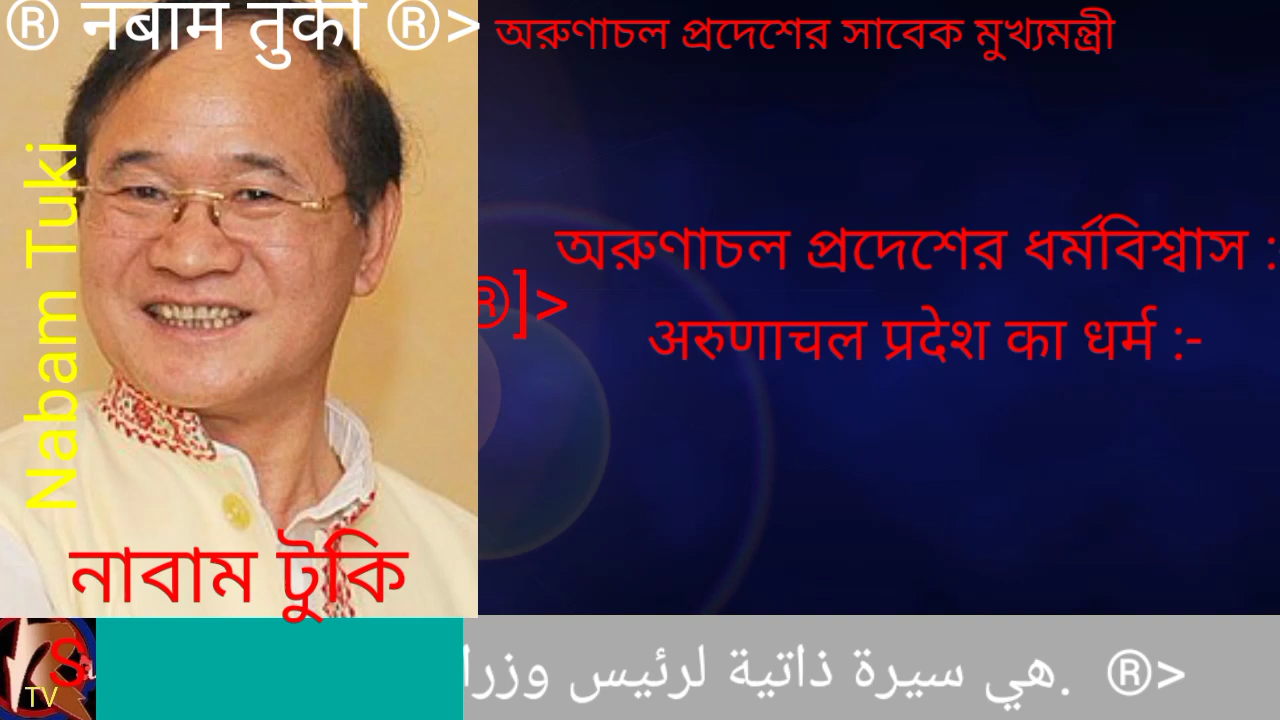 ® नबाम तुकी ®>
অরুণাচল প্রদেশের সাবেক মুখ্যমন্ত্রী
Nabam Tuki
অরুণাচল প্রদেশের ধর্মবিশ্বাস :
®]>
अरुणाचल प्रदेश का धर्म :-
নাবাম টুকি
S
TV
هي سيرة ذاتية لرئيس وزرا. ®>